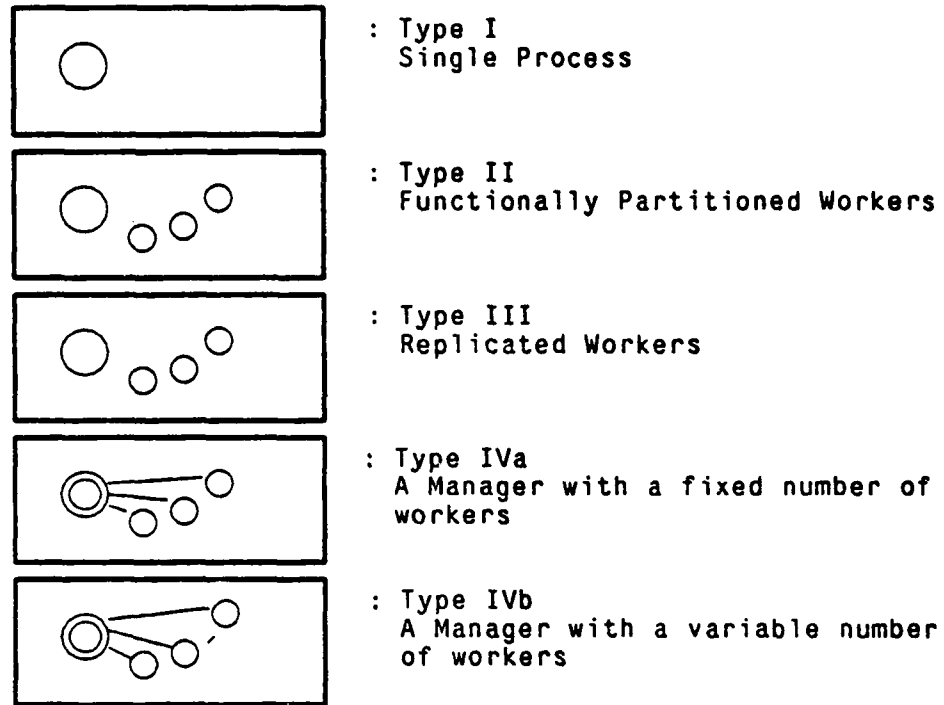 : Type I
Single Process
: Type II
Functionally Partitioned Workers
: Type III
Replicated Workers
: Type IVa
A Manager with a fixed number of
workers
: Type IVb
A Manager with a variable number
of workers